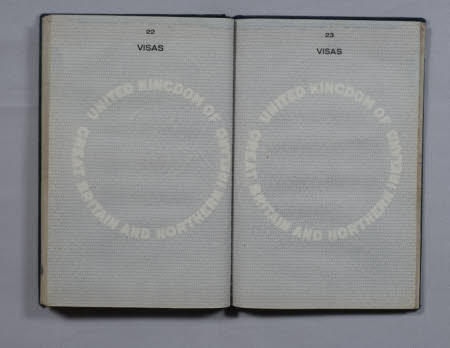 22
VISAS
UNITED KINGDOM OF
GREAT BRITAIN AND NORTHERN IRELAND
23
VISAS
UNITED KINGDOM OF
GREAT BRITAIN AND NORTHERN IRELAND